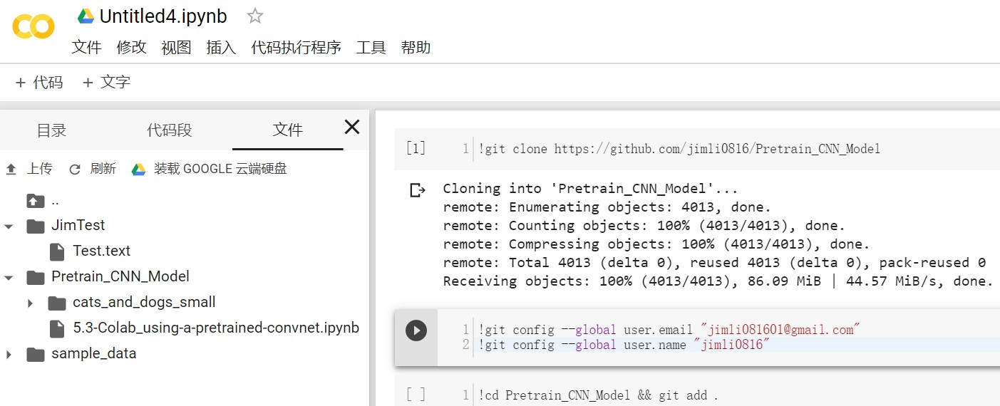 Untitled4.ipynb
文件 修改 视图 插入 代码执行程序 工具 帮助
+ 代码 + 文字
目录 代码段 文件
上传 刷新 装载 GOOGLE 云端硬盘
..
JimTest
Test.text
Pretrain_CNN_Model
cats_and_dogs_small
5.3-Colab_using-a-pretrained-convnet.ipynb
sample_data
[1] 1 !git clone https://github.com/jimli0816/Pretrain_CNN_Model
Cloning into 'Pretrain_CNN_Model'...
remote: Enumerating objects: 4013, done.
remote: Counting objects: 100% (4013/4013), done.
remote: Compressing objects: 100% (4013/4013), done.
remote: Total 4013 (delta 0), reused 4013 (delta 0), pack-reused 0
Receiving objects: 100% (4013/4013), 86.09 MiB | 44.57 MiB/s, done.
1 !git config --global user.email "jimli081601@gmail.com"
2 !git config --global user.name "jimli0816"
[ ] 1 !cd Pretrain_CNN_Model && git add .